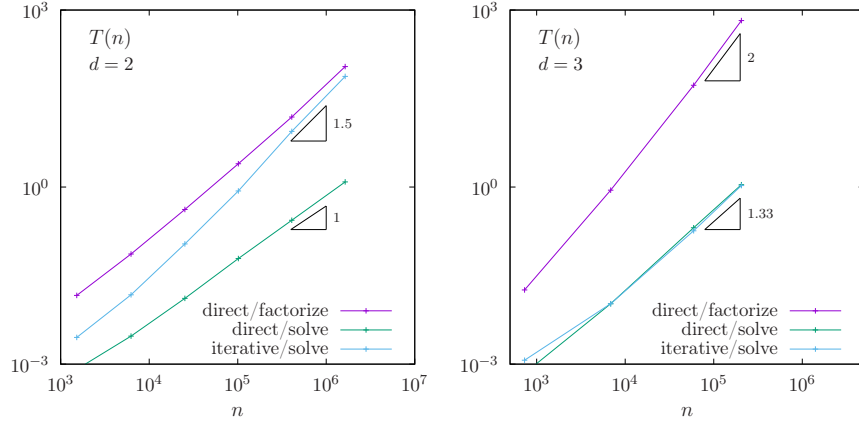 10^3
T(n)
d = 2
1.5
10^0
1
direct/factorize
direct/solve
iterative/solve
10^−3
10^3 10^4 10^5 10^6 10^7
n
10^3
T(n)
d = 3
2
10^0
1.33
direct/factorize
direct/solve
iterative/solve
10^−3
10^3 10^4 10^5 10^6
n